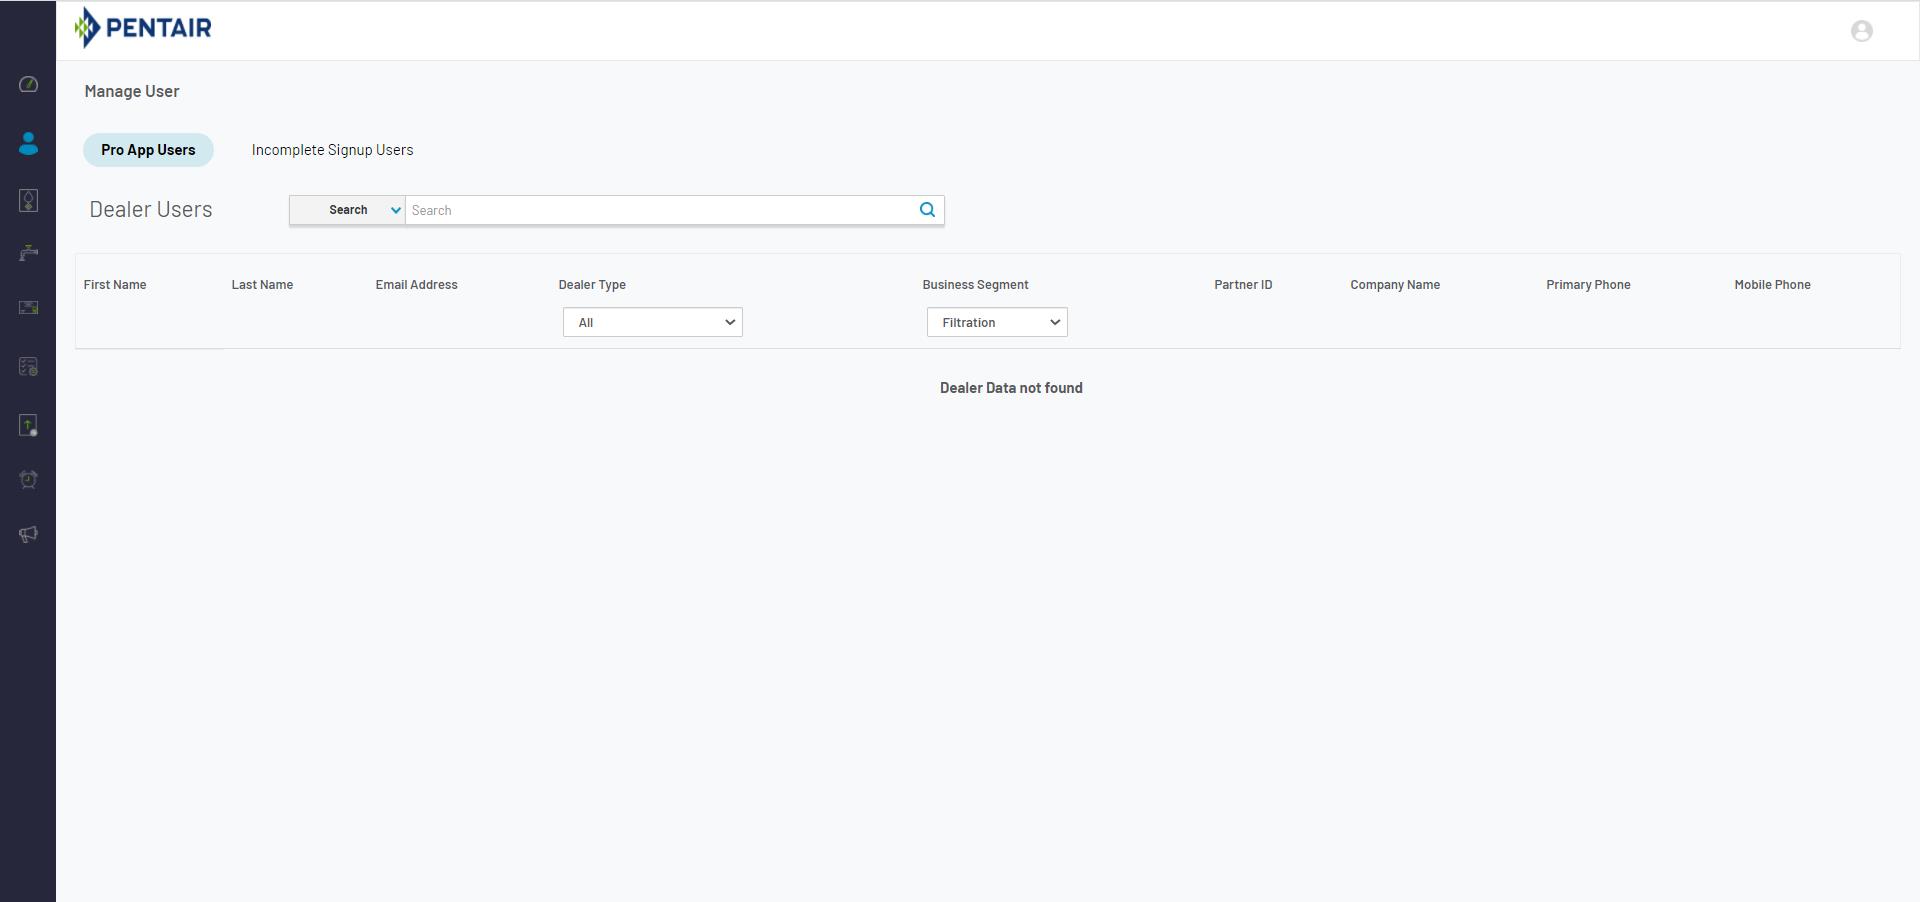 PENTAIR
Manage User
Pro App Users
Incomplete Signup Users
Dealer Users
Search
Search
First Name
Last Name
Email Address
Dealer Type
Business Segment
Partner ID
Company Name
Primary Phone
Mobile Phone
All
Filtration
Dealer Data not found